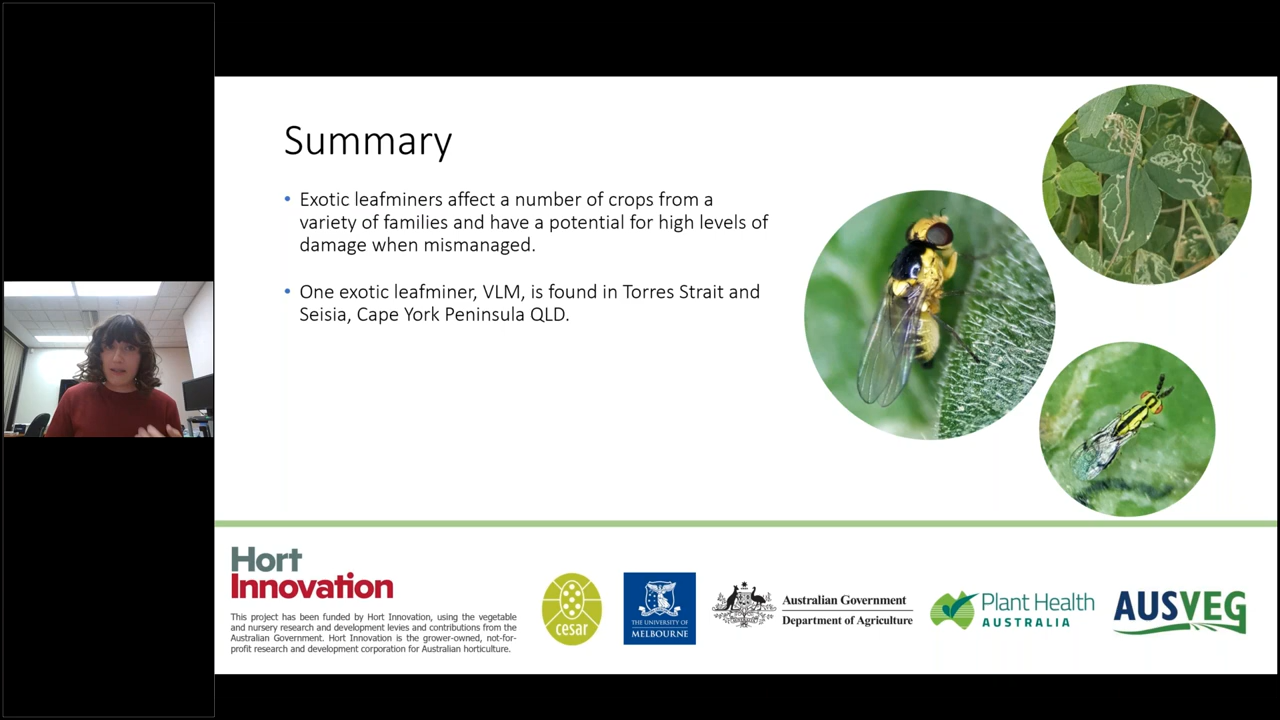 Summary
• Exotic leafminers affect a number of crops from a
variety of families and have a potential for high levels of
damage when mismanaged.
• One exotic leafminer, VLM, is found in Torres Strait and
Seisia, Cape York Peninsula QLD.
Hort
Innovation
This project has been funded by Hort Innovation, using the vegetable
and nursery research and development levies and contributions from the
Australian Government. Hort Innovation is the grower-owned, not-for-
profit research and development corporation for Australian horticulture.
cesar
THE UNIVERSITY OF
MELBOURNE
Australian Government
Department of Agriculture
Plant Health
AUSTRALIA
AUSVEG